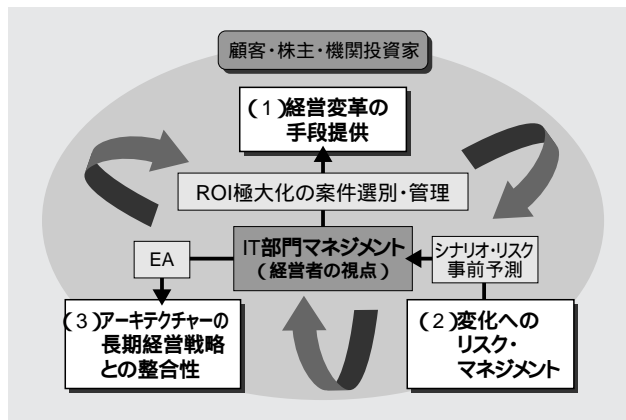 顧客・株主・機関投資家
(1)経営変革の
手段提供
ROI極大化の案件選別・管理
IT部門マネジメント
(経営者の視点)
EA
シナリオ・リスク
事前予測
(3)アーキテクチャーの
長期経営戦略
との整合性
(2)変化への
リスク・
マネジメント